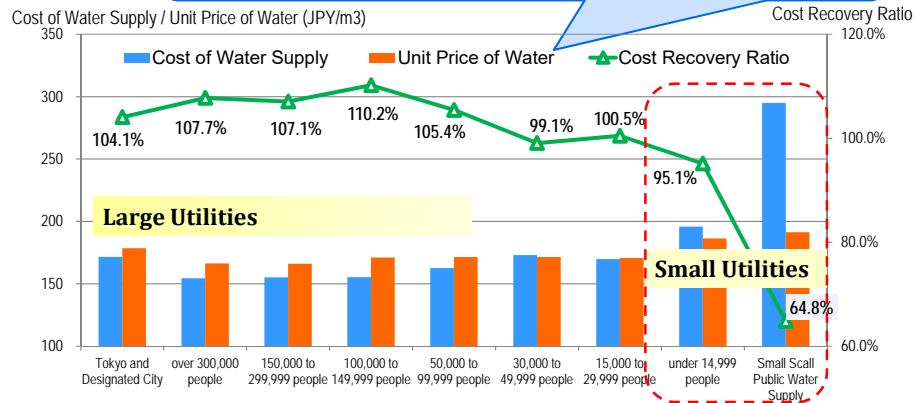 Cost of Water Supply / Unit Price of Water (JPY/m3)
Cost Recovery Ratio
350
120.0%
Cost of Water Supply
Unit Price of Water
Cost Recovery Ratio
300
110.2%
107.7%
107.1%
104.1%
105.4%
99.1%
100.5%
100.0%
250
95.1%
Large Utilities
200
80.0%
Small Utilities
150
64.8%
100
60.0%
Tokyo and
Designated City
over 300,000
people
150,000 to
299,999 people
100,000 to
149,999 people
50,000 to
99,999 people
30,000 to
49,999 people
15,000 to
29,999 people
under 14,999
people
Small Scall
Public Water
Supply